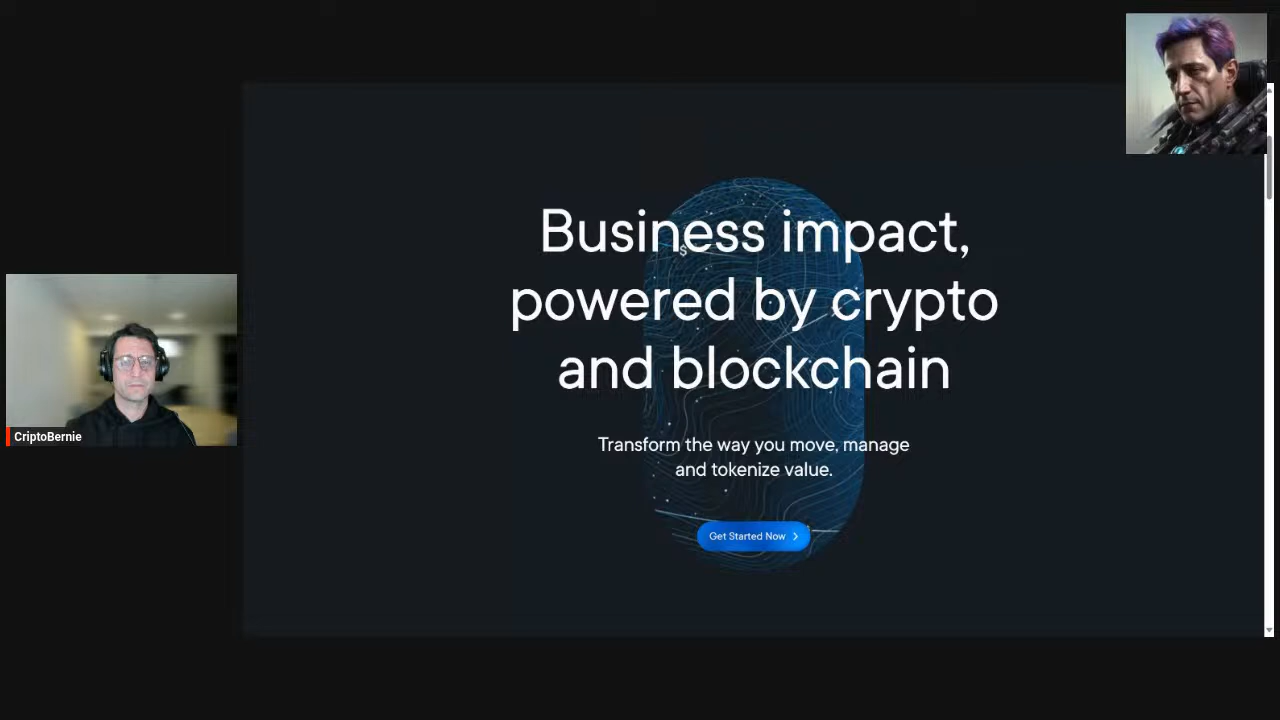 Business impact,
powered by crypto
and blockchain
$
Transform the way you move, manage
and tokenize value.
Get Started Now
CriptoBernie